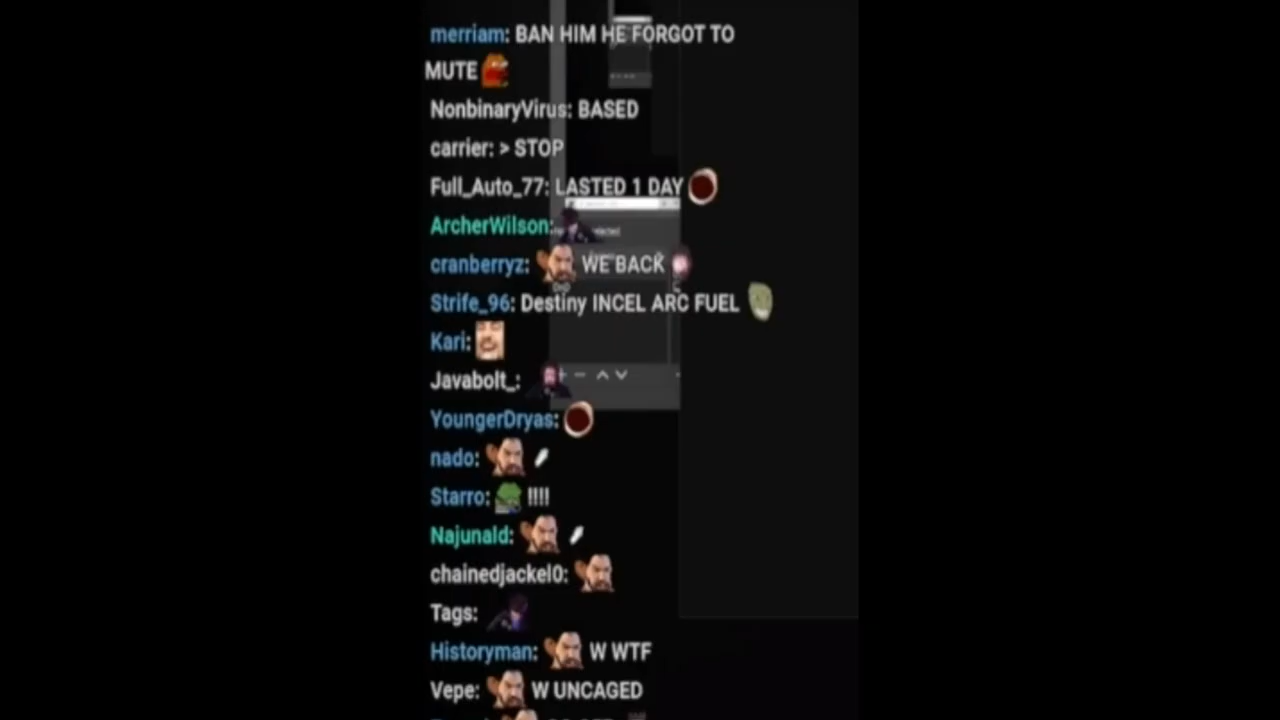 merriam: BAN HIM HE FORGOT TO
MUTE
NonbinaryVirus: BASED
carrier: > STOP
Full_Auto_77: LASTED 1 DAY
ArcherWilson:
cranberryz: WE BACK
Strife_96: Destiny INCEL ARC FUEL
Kari:
Javabolt_:
YoungerDryas:
nado:
Starro: !!!!
Najunald:
chainedjackel0:
Tags:
Historyman: W WTF
Vepe: W UNCAGED